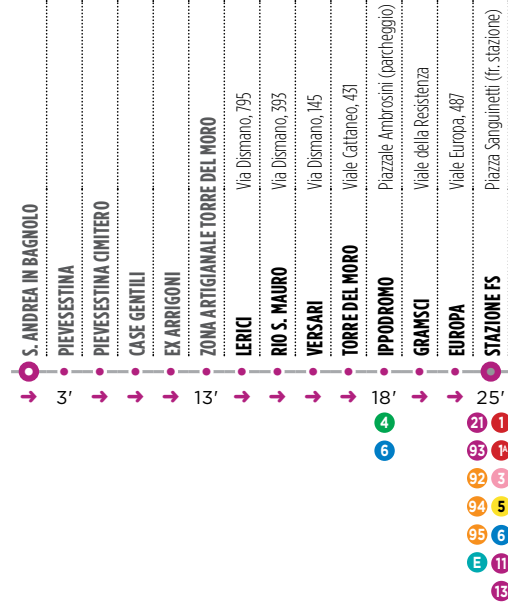 S. ANDREA IN BAGNOLO
PIEVESESTINA
PIEVESESTINA CIMITERO
CASE GENTILI
EX ARRIGONI
ZONA ARTIGIANALE TORRE DEL MORO
LERICI Via Dismano, 795
RIO S. MAURO Via Dismano, 393
VERSARI Via Dismano, 145
TORRE DEL MORO Viale Cattaneo, 431
IPPODROMO Piazzale Ambrosini (parcheggio)
GRAMSCI Viale della Resistenza
EUROPA Viale Europa, 487
STAZIONE FS Piazza Sanguinetti (fr. stazione)
➜ 3' ➜ ➜ ➜ 13' ➜ ➜ ➜ ➜ 18' ➜ ➜ 25'
4 21 1
6 93 1A
92 3
94 5
95 6
E 11
13